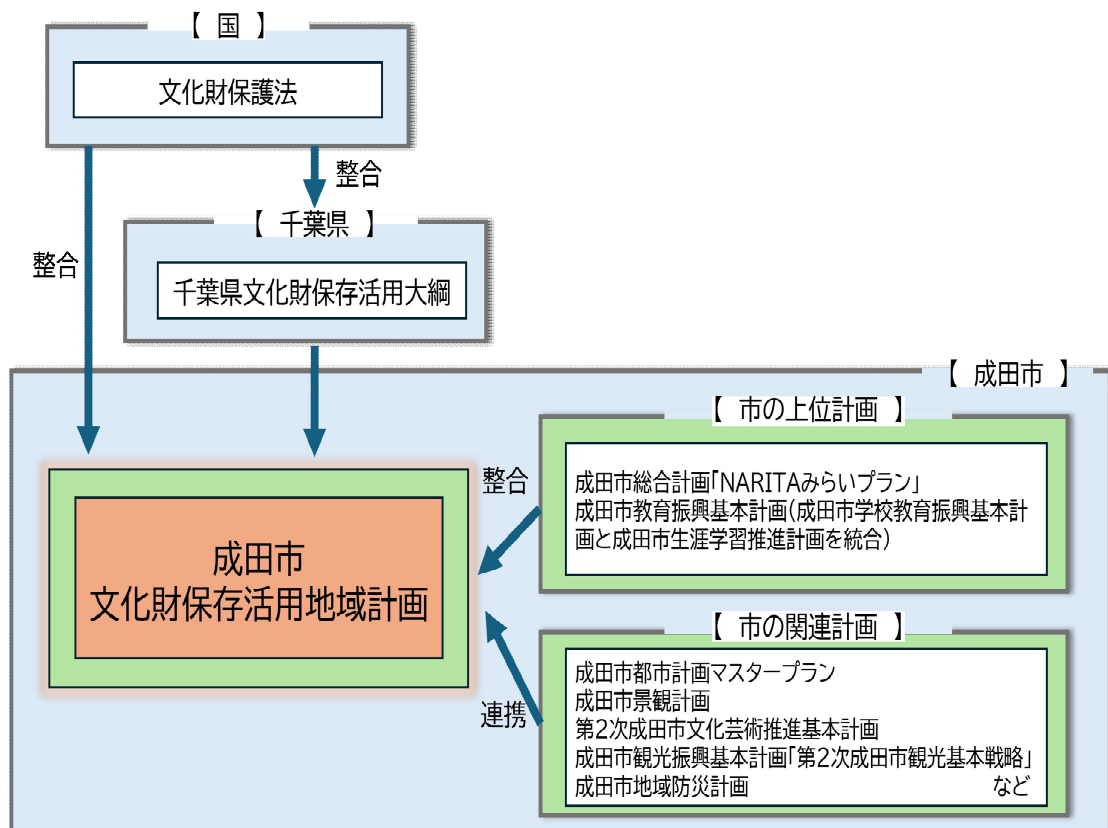 【 国 】
文化財保護法
整合
【 千葉県 】
整合
千葉県文化財保存活用大綱
【 成田市 】
【 市の上位計画 】
整合
成田市総合計画「NARITAみらいプラン」
成田市教育振興基本計画(成田市学校教育振興基本計
画と成田市生涯学習推進計画を統合)
成田市
文化財保存活用地域計画
【 市の関連計画 】
連携
成田市都市計画マスタープラン
成田市景観計画
第2次成田市文化芸術推進基本計画
成田市観光振興基本計画「第2次成田市観光基本戦略」
成田市地域防災計画 など